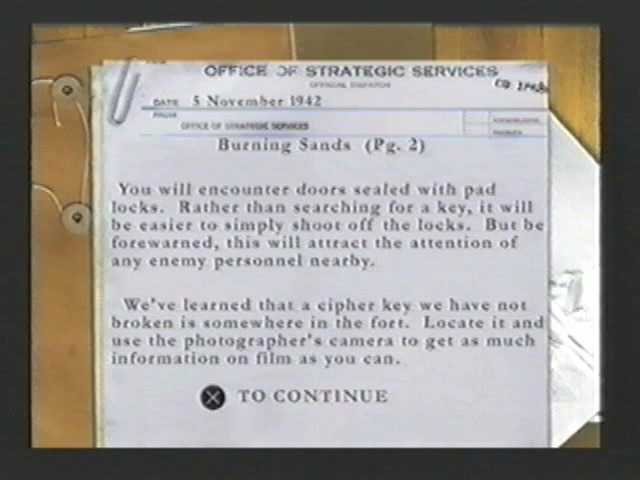 OFFICE OF STRATEGIC SERVICES
OFFICIAL DISPATCH
DATE 5 November 1942
FROM
OFFICE OF STRATEGIC SERVICES
Burning Sands (Pg. 2)
You will encounter doors sealed with pad
locks. Rather than searching for a key, it will
be easier to simply shoot off the locks. But be
forewarned, this will attract the attention of
any enemy personnel nearby.
We've learned that a cipher key we have not
broken is somewhere in the fort. Locate it and
use the photographer's camera to get as much
information on film as you can.
TO CONTINUE